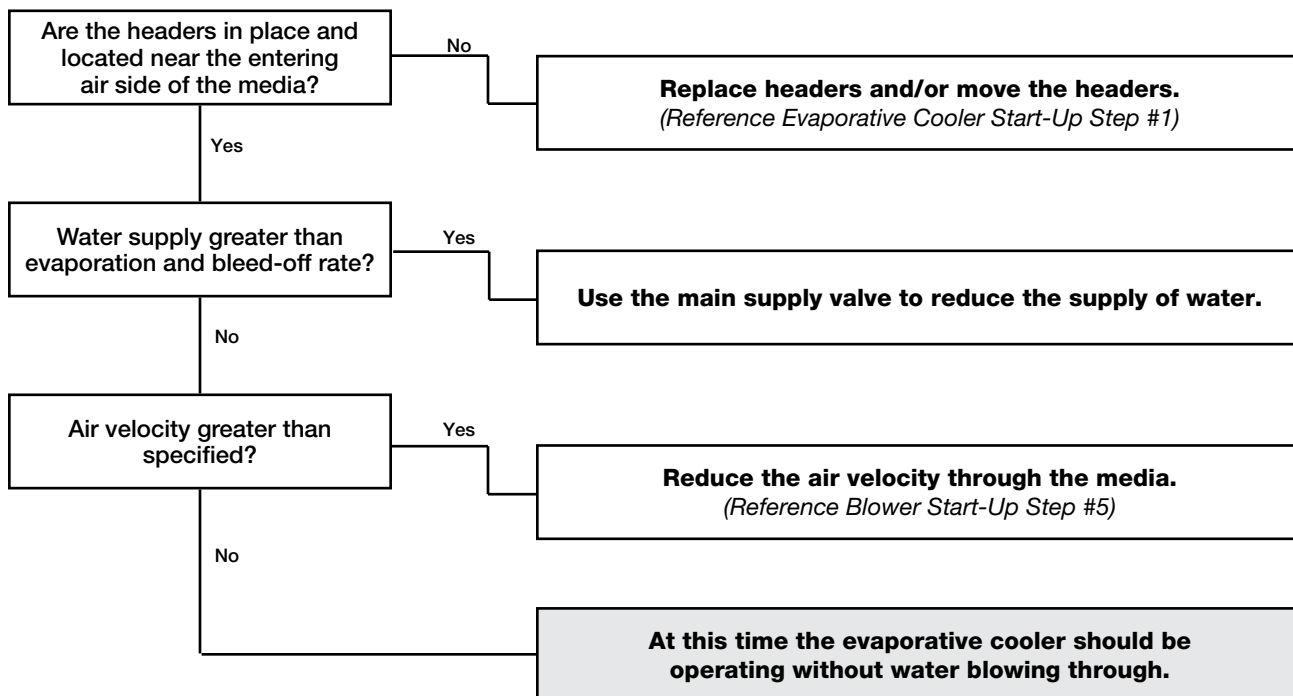 Are the headers in place and
located near the entering
air side of the media?
No
Replace headers and/or move the headers.
(Reference Evaporative Cooler Start-Up Step #1)
Yes
Water supply greater than
evaporation and bleed-off rate?
Yes
Use the main supply valve to reduce the supply of water.
No
Air velocity greater than
specified?
Yes
Reduce the air velocity through the media.
(Reference Blower Start-Up Step #5)
No
At this time the evaporative cooler should be
operating without water blowing through.